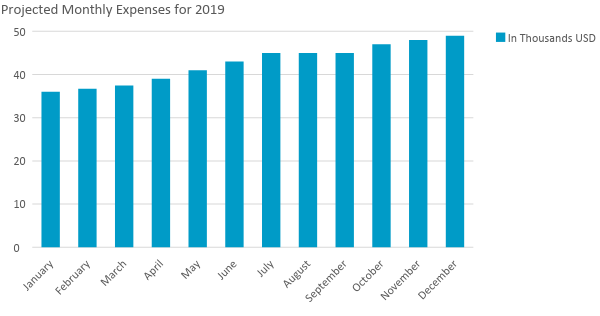 Projected Monthly Expenses for 2019
50
40
30
20
10
0
In Thousands USD
January
February
March
April
May
June
July
August
September
October
November
December